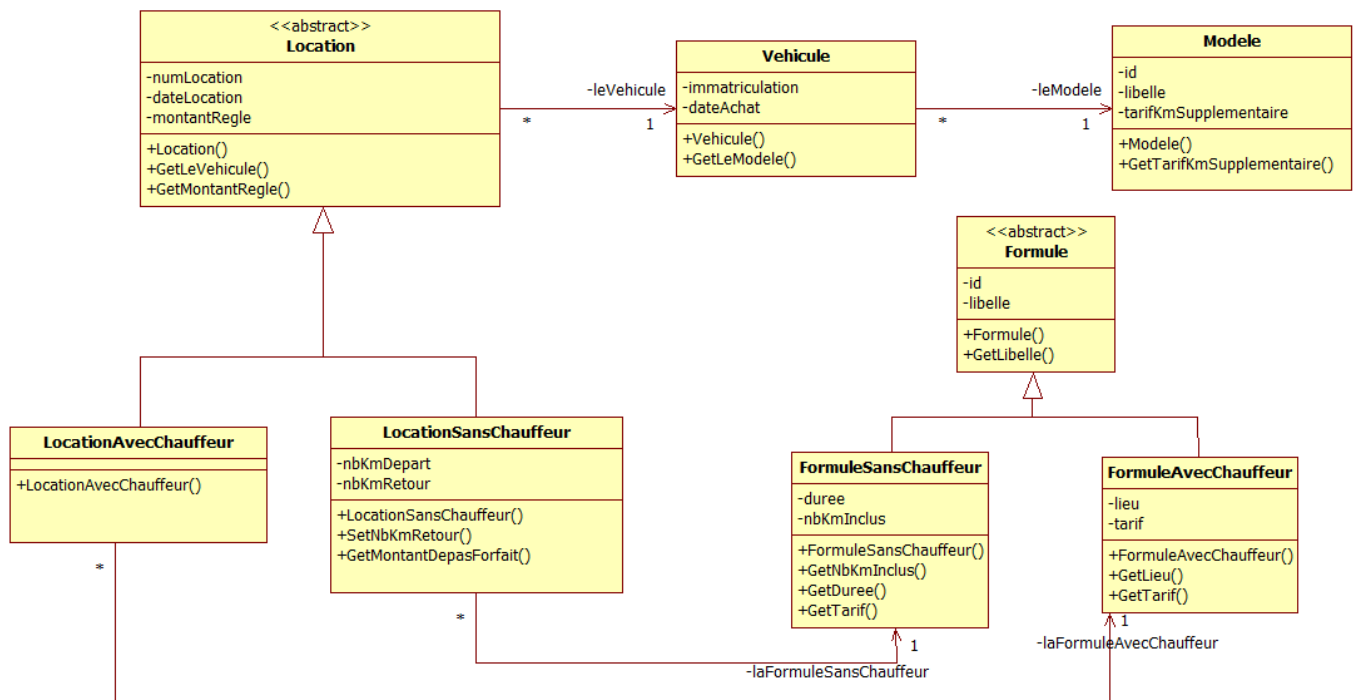 <<abstract>>
Location
-numLocation
-dateLocation
-montantRegle
+Location()
+GetLeVehicule()
+GetMontantRegle()
-leVehicule
*
1
Vehicule
-immatriculation
-dateAchat
+Vehicule()
+GetLeModele()
-leModele
*
1
Modele
-id
-libelle
-tarifKmSupplementaire
+Modele()
+GetTarifKmSupplementaire()
<<abstract>>
Formule
-id
-libelle
+Formule()
+GetLibelle()
LocationAvecChauffeur
+LocationAvecChauffeur()
*
LocationSansChauffeur
-nbKmDepart
-nbKmRetour
+LocationSansChauffeur()
+SetNbKmRetour()
+GetMontantDepasForfait()
*
FormuleSansChauffeur
-duree
-nbKmInclus
+FormuleSansChauffeur()
+GetNbKmInclus()
+GetDuree()
+GetTarif()
1
-laFormuleSansChauffeur
FormuleAvecChauffeur
-lieu
-tarif
+FormuleAvecChauffeur()
+GetLieu()
+GetTarif()
1
-laFormuleAvecChauffeur